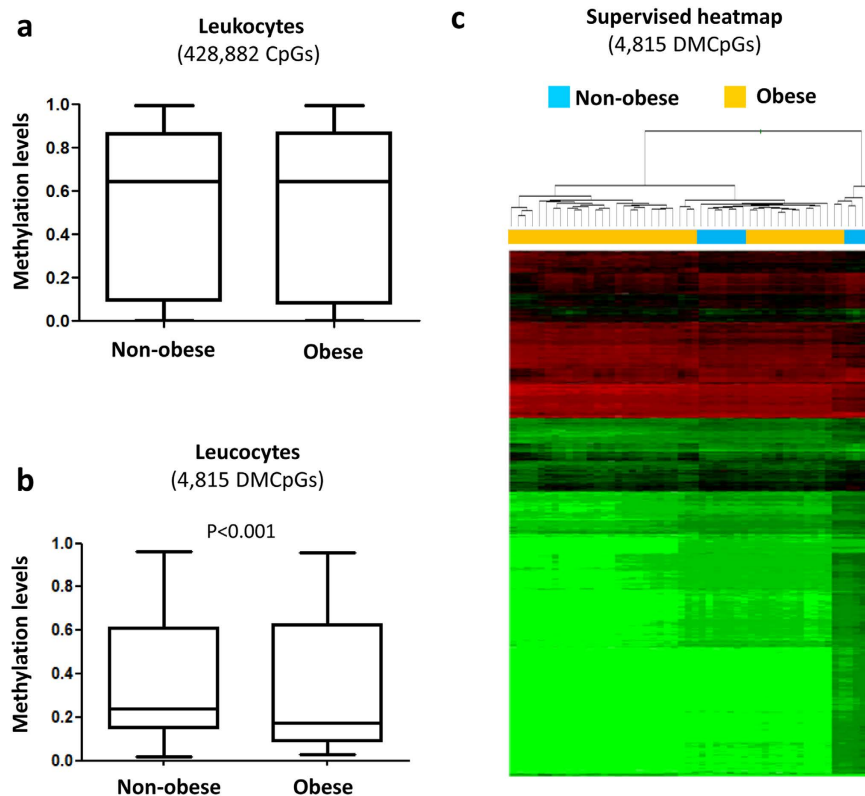 a
Leukocytes
(428,882 CpGs)
Methylation levels
1.0
0.8
0.6
0.4
0.2
0.0
Non-obese
Obese
b
Leucocytes
(4,815 DMCpGs)
P<0.001
Methylation levels
1.0
0.8
0.6
0.4
0.2
0.0
Non-obese
Obese
c
Supervised heatmap
(4,815 DMCpGs)
Non-obese
Obese